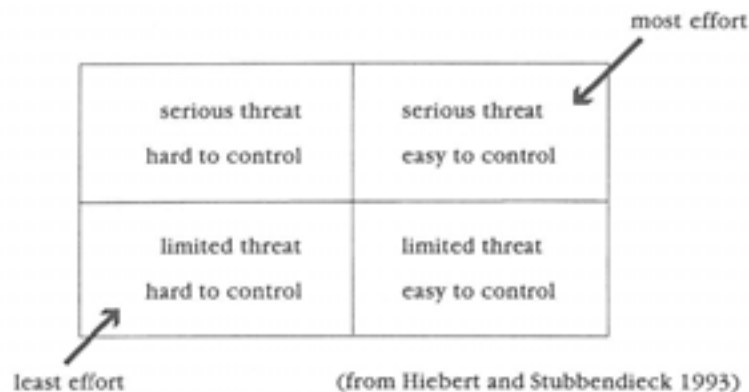 most effort
serious threat
hard to control
serious threat
easy to control
limited threat
hard to control
limited threat
easy to control
least effort
(from Hiebert and Stubbendieck 1993)